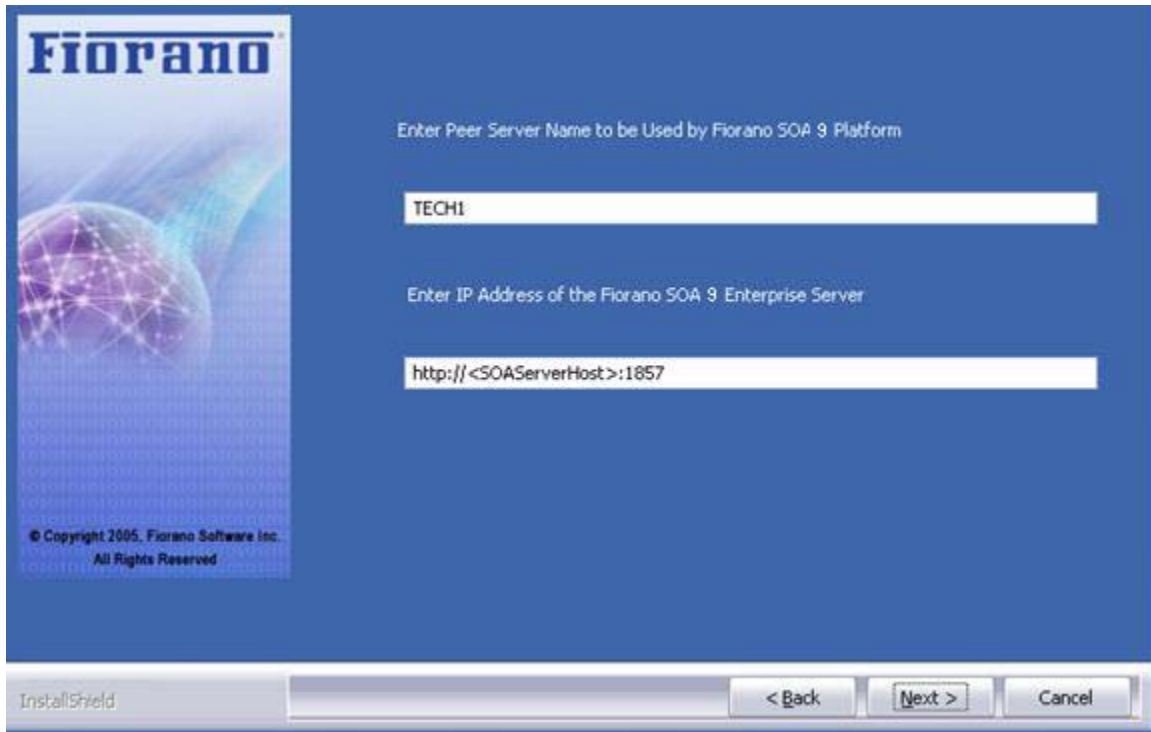 Fiorano
Enter Peer Server Name to be Used by Fiorano SOA 9 Platform
TECH1
Enter IP Address of the Fiorano SOA 9 Enterprise Server
http://<SOAServerHost>:1857
© Copyright 2005, Fiorano Software Inc.
All Rights Reserved
InstallShield
< Back
Next >
Cancel